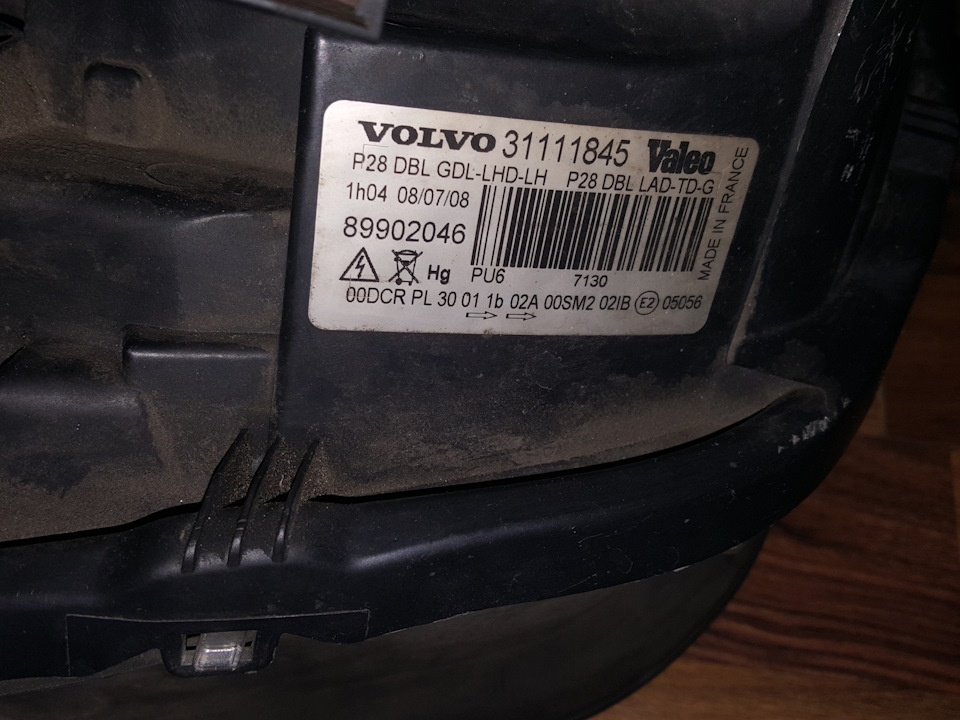 VOLVO 31111845 Valeo
P28 DBL GDL-LHD-LH P28 DBL LAD-TD-G
1h04 08/07/08
89902046
Hg PU6 7130
00DCR PL 30 01 1b 02A 00SM2 02IB E2 05056
MADE IN FRANCE